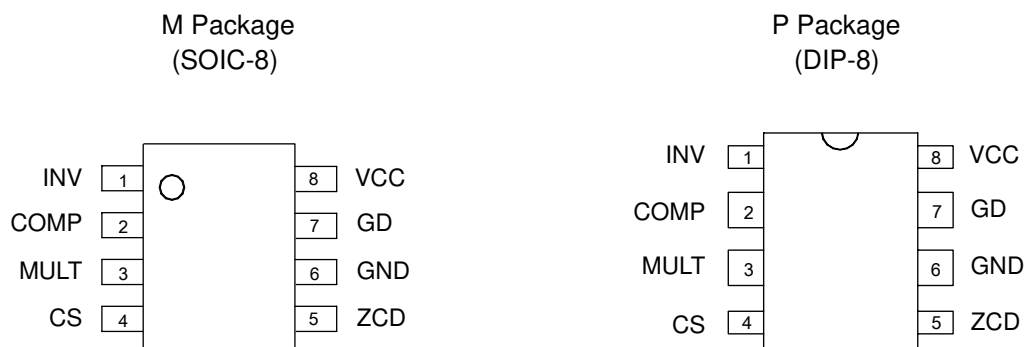 M Package
(SOIC-8)
INV 1 8 VCC
COMP 2 7 GD
MULT 3 6 GND
CS 4 5 ZCD
P Package
(DIP-8)
INV 1 8 VCC
COMP 2 7 GD
MULT 3 6 GND
CS 4 5 ZCD